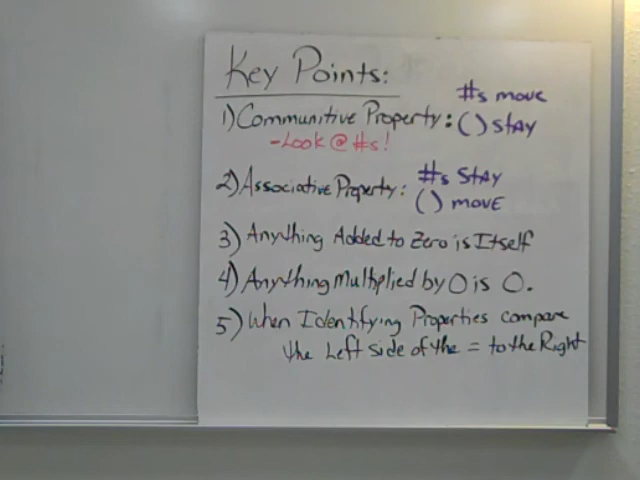 Key Points:
#s move
1) Communitive Property: ( ) stay
-Look @ #s!
2) Associative Property: #s stay
( ) move
3) Anything Added to Zero is Itself
4) Anything Multiplied by 0 is 0.
5) When Identifying Properties compare
the Left side of the = to the Right